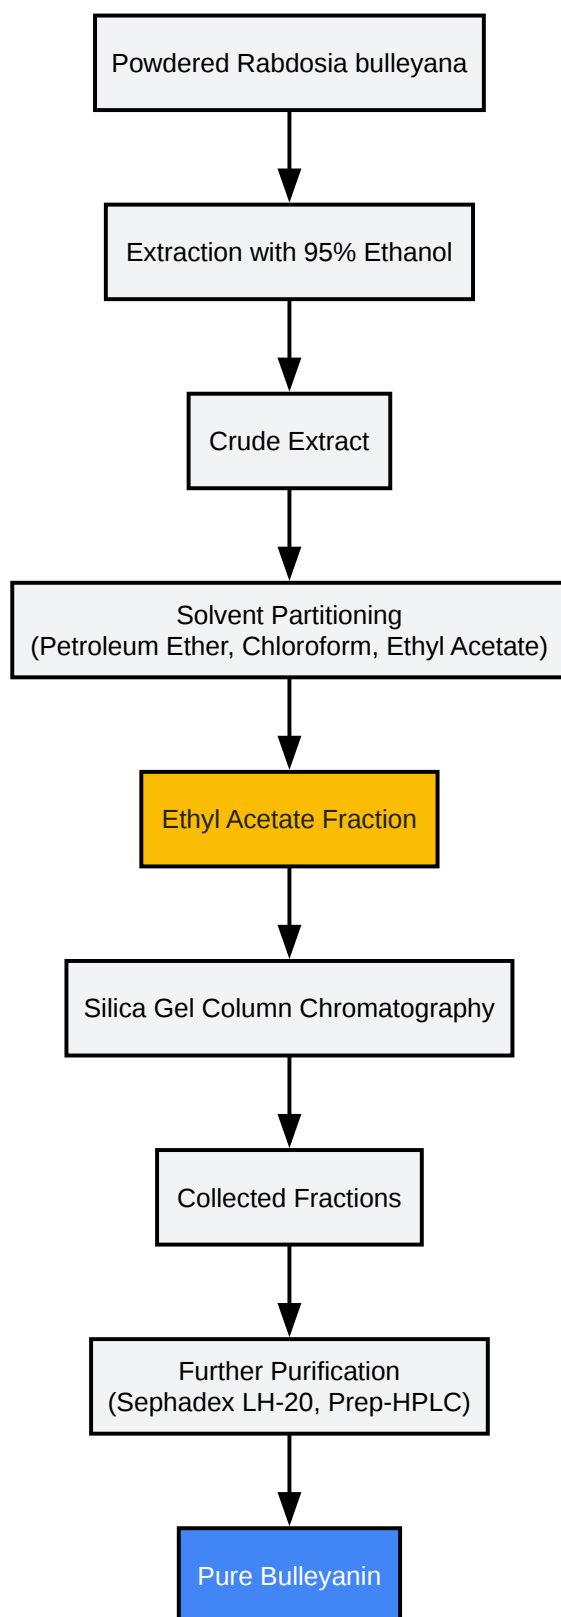 Powdered Rabdosia bulleyana
Extraction with 95% Ethanol
Crude Extract
Solvent Partitioning
(Petroleum Ether, Chloroform, Ethyl Acetate)
Ethyl Acetate Fraction
Silica Gel Column Chromatography
Collected Fractions
Further Purification
(Sephadex LH-20, Prep-HPLC)
Pure Bulleyanin